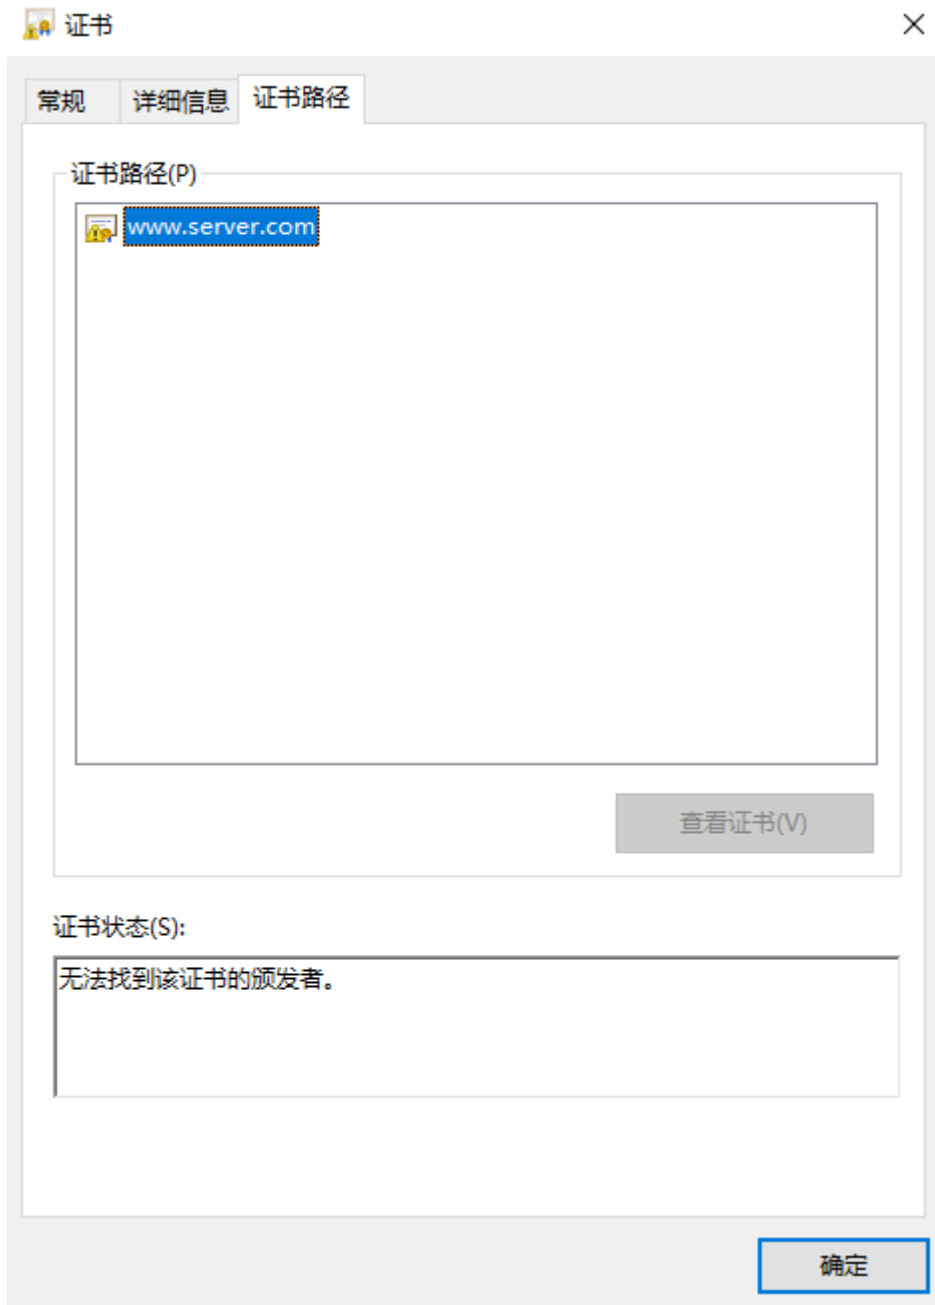 证书
常规
详细信息
证书路径
证书路径(P)
www.server.com
查看证书(V)
证书状态(S):
无法找到该证书的颁发者。
确定